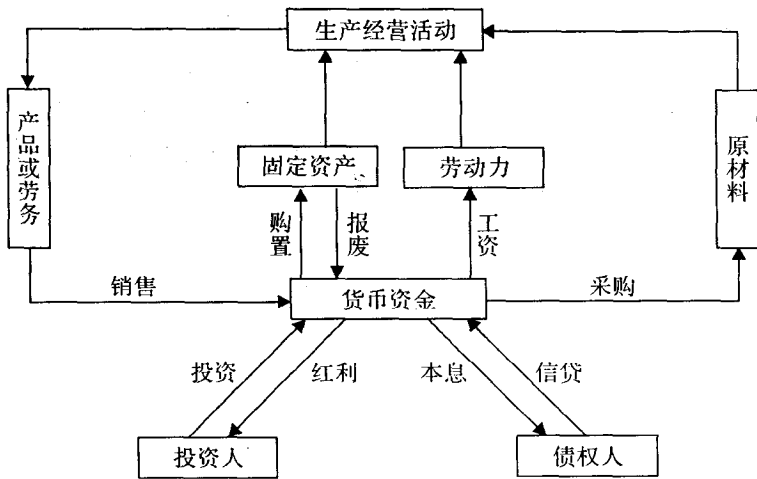 生产经营活动
产品或劳务
固定资产
劳动力
原材料
购置
报废
工资
销售
货币资金
采购
投资
红利
本息
信贷
投资人
债权人